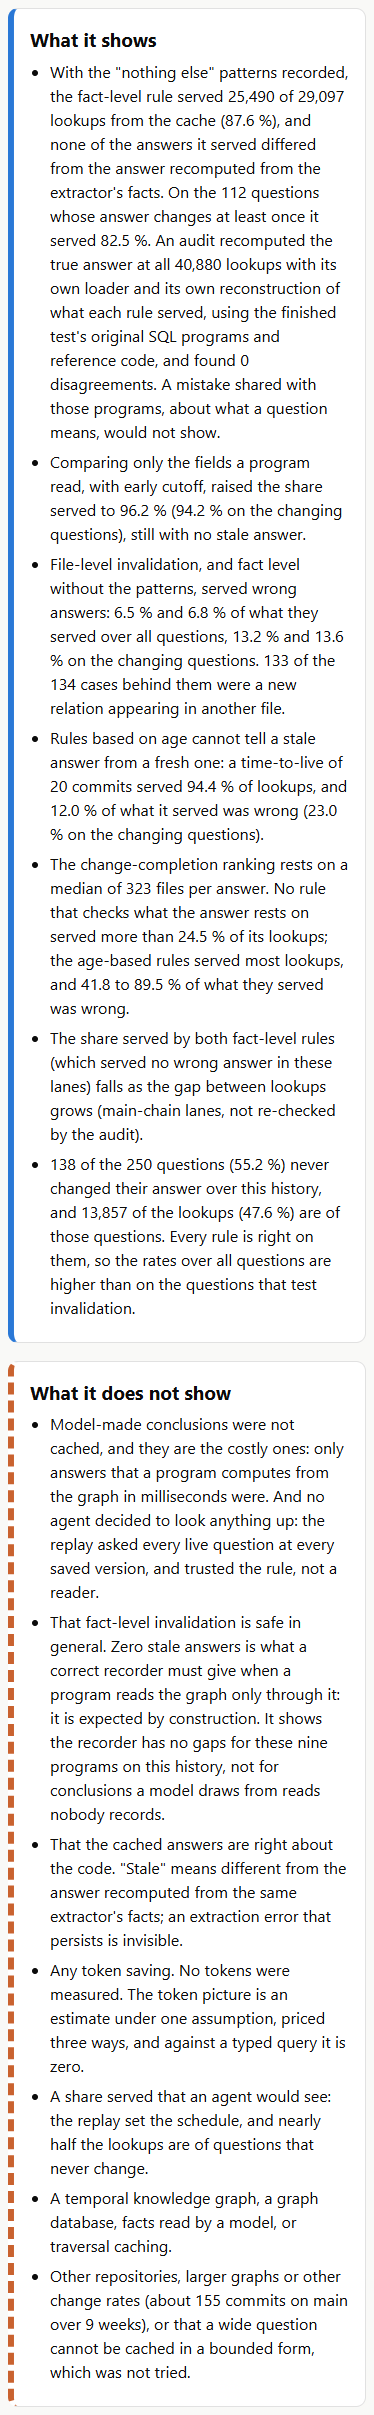 What it shows
• With the "nothing else" patterns recorded,
the fact-level rule served 25,490 of 29,097
lookups from the cache (87.6 %), and
none of the answers it served differed
from the answer recomputed from the
extractor's facts. On the 112 questions
whose answer changes at least once it
served 82.5 %. An audit recomputed the
true answer at all 40,880 lookups with its
own loader and its own reconstruction of
what each rule served, using the finished
test's original SQL programs and
reference code, and found 0
disagreements. A mistake shared with
those programs, about what a question
means, would not show.
• Comparing only the fields a program
read, with early cutoff, raised the share
served to 96.2 % (94.2 % on the changing
questions), still with no stale answer.
• File-level invalidation, and fact level
without the patterns, served wrong
answers: 6.5 % and 6.8 % of what they
served over all questions, 13.2 % and 13.6
% on the changing questions. 133 of the
134 cases behind them were a new
relation appearing in another file.
• Rules based on age cannot tell a stale
answer from a fresh one: a time-to-live of
20 commits served 94.4 % of lookups, and
12.0 % of what it served was wrong (23.0
% on the changing questions).
• The change-completion ranking rests on a
median of 323 files per answer. No rule
that checks what the answer rests on
served more than 24.5 % of its lookups;
the age-based rules served most lookups,
and 41.8 to 89.5 % of what they served
was wrong.
• The share served by both fact-level rules
(which served no wrong answer in these
lanes) falls as the gap between lookups
grows (main-chain lanes, not re-checked
by the audit).
• 138 of the 250 questions (55.2 %) never
changed their answer over this history,
and 13,857 of the lookups (47.6 %) are of
those questions. Every rule is right on
them, so the rates over all questions are
higher than on the questions that test
invalidation.
What it does not show
• Model-made conclusions were not
cached, and they are the costly ones: only
answers that a program computes from
the graph in milliseconds were. And no
agent decided to look anything up: the
replay asked every live question at every
saved version, and trusted the rule, not a
reader.
• That fact-level invalidation is safe in
general. Zero stale answers is what a
correct recorder must give when a
program reads the graph only through it:
it is expected by construction. It shows
the recorder has no gaps for these nine
programs on this history, not for
conclusions a model draws from reads
nobody records.
• That the cached answers are right about
the code. "Stale" means different from the
answer recomputed from the same
extractor's facts; an extraction error that
persists is invisible.
• Any token saving. No tokens were
measured. The token picture is an
estimate under one assumption, priced
three ways, and against a typed query it is
zero.
• A share served that an agent would see:
the replay set the schedule, and nearly
half the lookups are of questions that
never change.
• A temporal knowledge graph, a graph
database, facts read by a model, or
traversal caching.
• Other repositories, larger graphs or other
change rates (about 155 commits on main
over 9 weeks), or that a wide question
cannot be cached in a bounded form,
which was not tried.